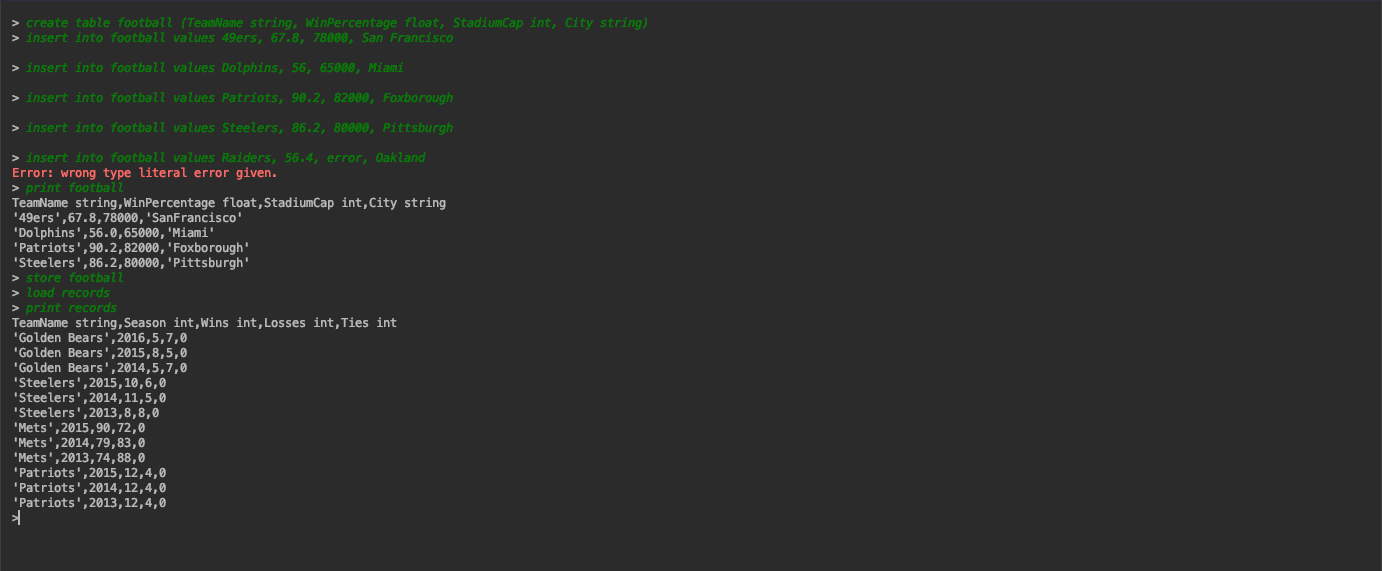 > create table football (TeamName string, WinPercentage float, StadiumCap int, City string)
> insert into football values 49ers, 67.8, 78000, San Francisco
> insert into football values Dolphins, 56, 65000, Miami
> insert into football values Patriots, 90.2, 82000, Foxborough
> insert into football values Steelers, 86.2, 80000, Pittsburgh
> insert into football values Raiders, 56.4, error, Oakland
Error: wrong type literal error given.
> print football
TeamName string,WinPercentage float,StadiumCap int,City string
'49ers',67.8,78000,'SanFrancisco'
'Dolphins',56.0,65000,'Miami'
'Patriots',90.2,82000,'Foxborough'
'Steelers',86.2,80000,'Pittsburgh'
> store football
> load records
> print records
TeamName string,Season int,Wins int,Losses int,Ties int
'Golden Bears',2016,5,7,0
'Golden Bears',2015,8,5,0
'Golden Bears',2014,5,7,0
'Steelers',2015,10,6,0
'Steelers',2014,11,5,0
'Steelers',2013,8,8,0
'Mets',2015,90,72,0
'Mets',2014,79,83,0
'Mets',2013,74,88,0
'Patriots',2015,12,4,0
'Patriots',2014,12,4,0
'Patriots',2013,12,4,0
>